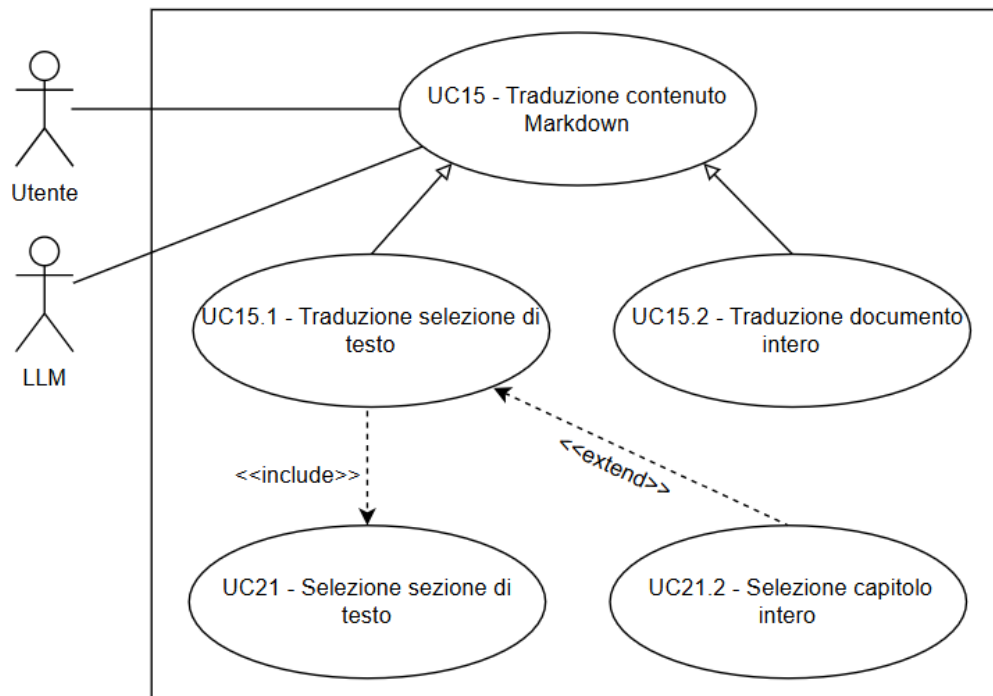 UC15 - Traduzione contenuto
Markdown
Utente
LLM
UC15.1 - Traduzione selezione di
testo
UC15.2 - Traduzione documento
intero
<<include>>
<<extend>>
UC21 - Selezione sezione di
testo
UC21.2 - Selezione capitolo
intero